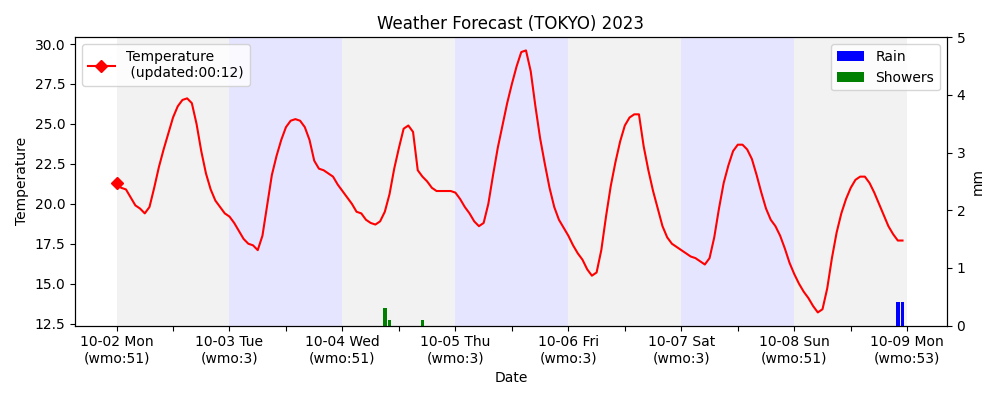 Weather Forecast (TOKYO) 2023
Temperature
(updated:00:12)
Rain
Showers
30.0
27.5
25.0
22.5
20.0
17.5
15.0
12.5
Temperature
5
4
3
2
1
0
mm
10-02 Mon 10-03 Tue 10-04 Wed 10-05 Thu 10-06 Fri 10-07 Sat 10-08 Sun 10-09 Mon
(wmo:51) (wmo:3) (wmo:51) (wmo:3) (wmo:3) (wmo:3) (wmo:51) (wmo:53)
Date